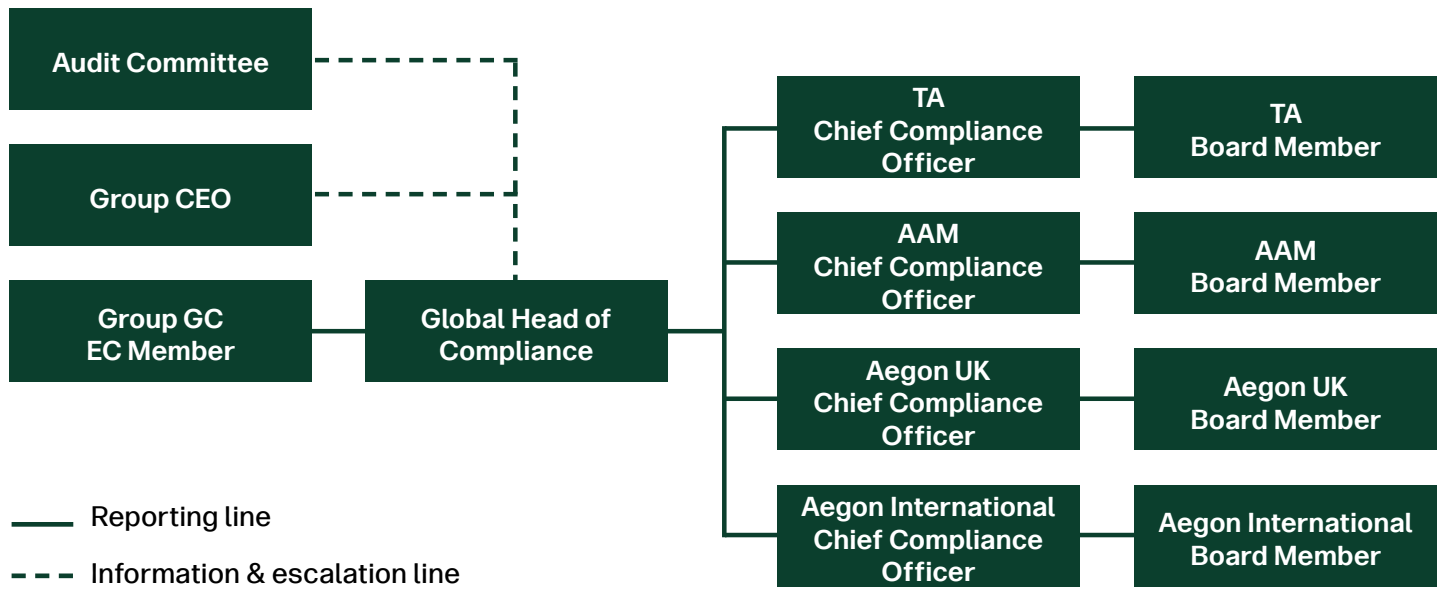 Audit Committee
Group CEO
Group GC
EC Member
Global Head of
Compliance
TA
Chief Compliance
Officer
TA
Board Member
AAM
Chief Compliance
Officer
AAM
Board Member
Aegon UK
Chief Compliance
Officer
Aegon UK
Board Member
Aegon International
Chief Compliance
Officer
Aegon International
Board Member
Reporting line
Information & escalation line